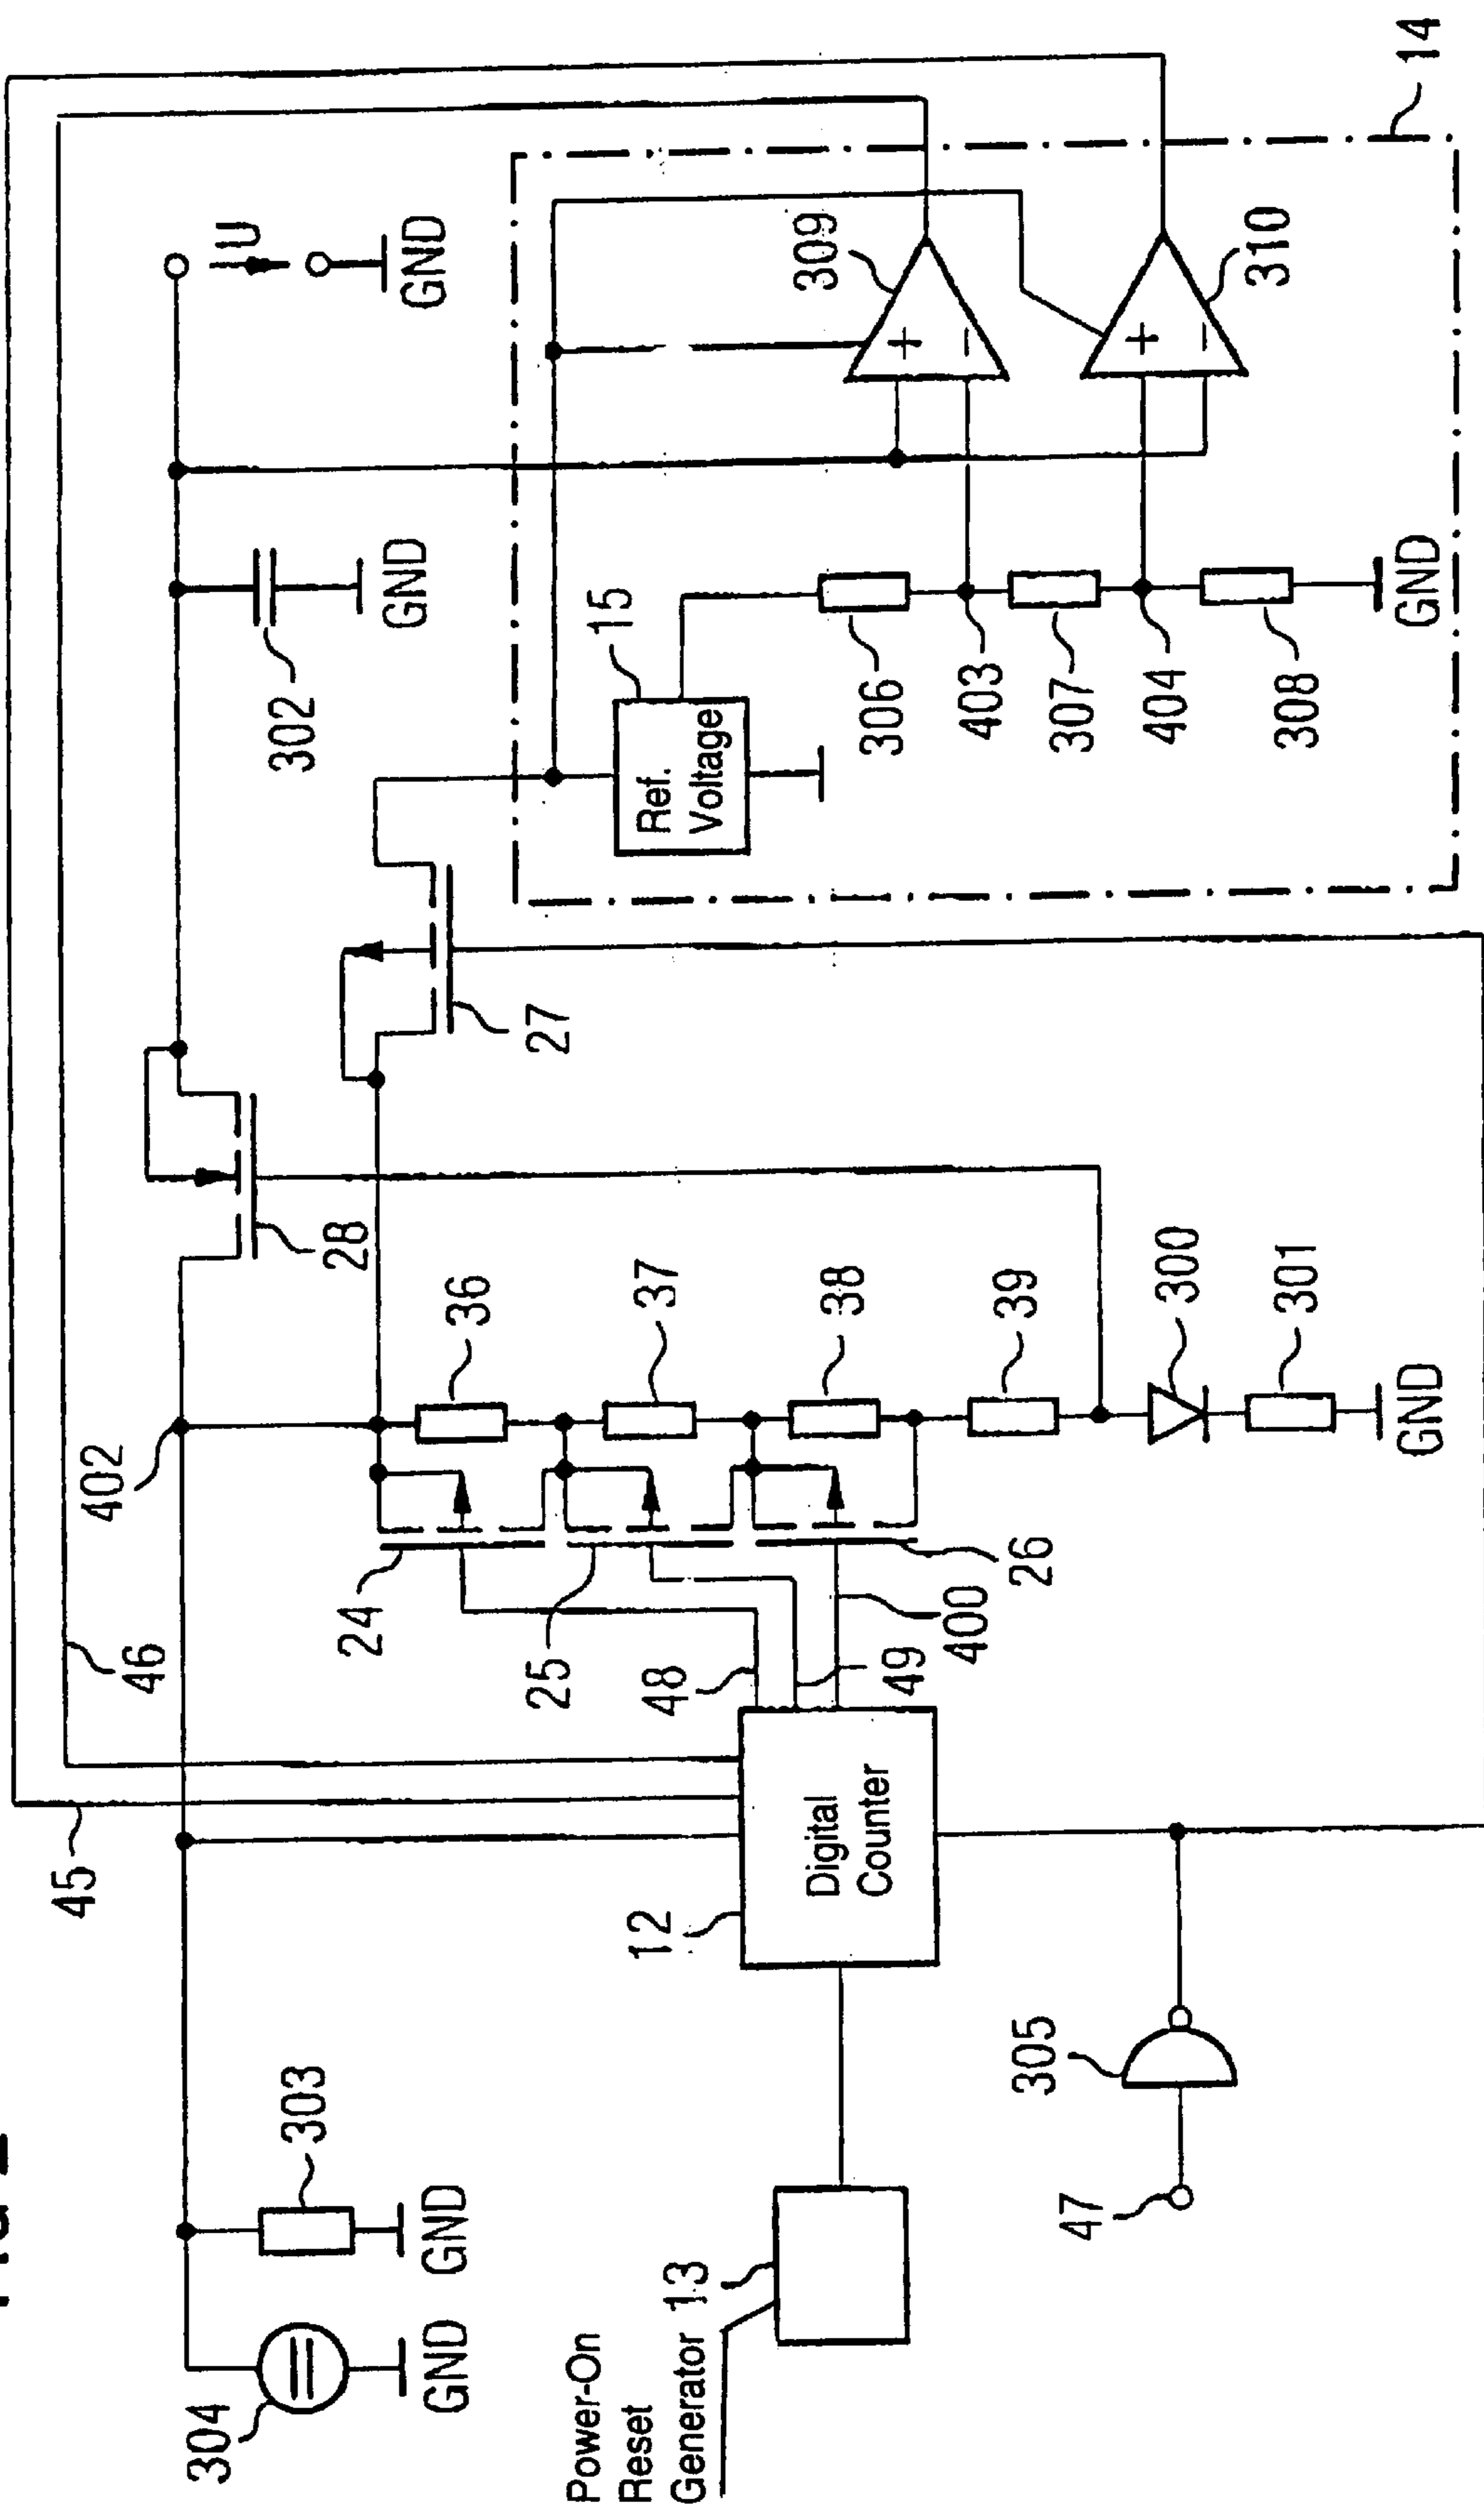 45
402
46
304
U
303
302
28
24
GND
GND
GND
GND
36
25
27
Power-On
Reset
Generator 13
15
12
37
Ref.
Voltage
48
309
Digital
Counter
38
306
49
400
403
39
26
305
307
47
404
300
310
301
308
GND
GND
14